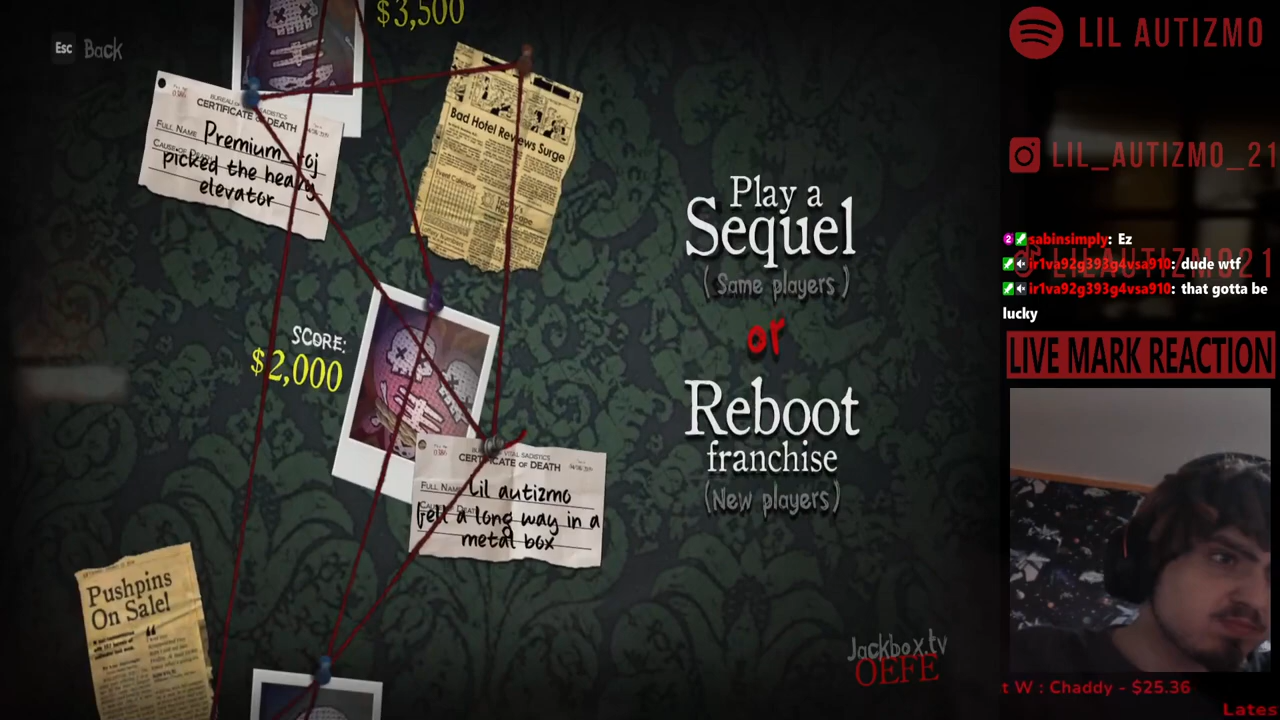 $3,500
Esc Back
CERTIFICATE OF DEATH
FULL NAME Premium_roj
picked the heavy
elevator
Bad Hotel Reviews Surge
Play a
Sequel
(Same players)
or
Reboot
franchise
(New players)
SCORE:
$2,000
CERTIFICATE OF DEATH
FULL NAME Lil autizmo
fell a long way in a
metal box
Pushpins
On Sale!
Jackbox.tv
OEFE
LIL AUTIZMO
LIL_AUTIZMO_21
LILAUTIZMO21
sabinsimply: Ez
ir1va92g393g4vsa910: dude wtf
ir1va92g393g4vsa910: that gotta be
lucky
LIVE MARK REACTION
t W : Chaddy - $25.36
Lates